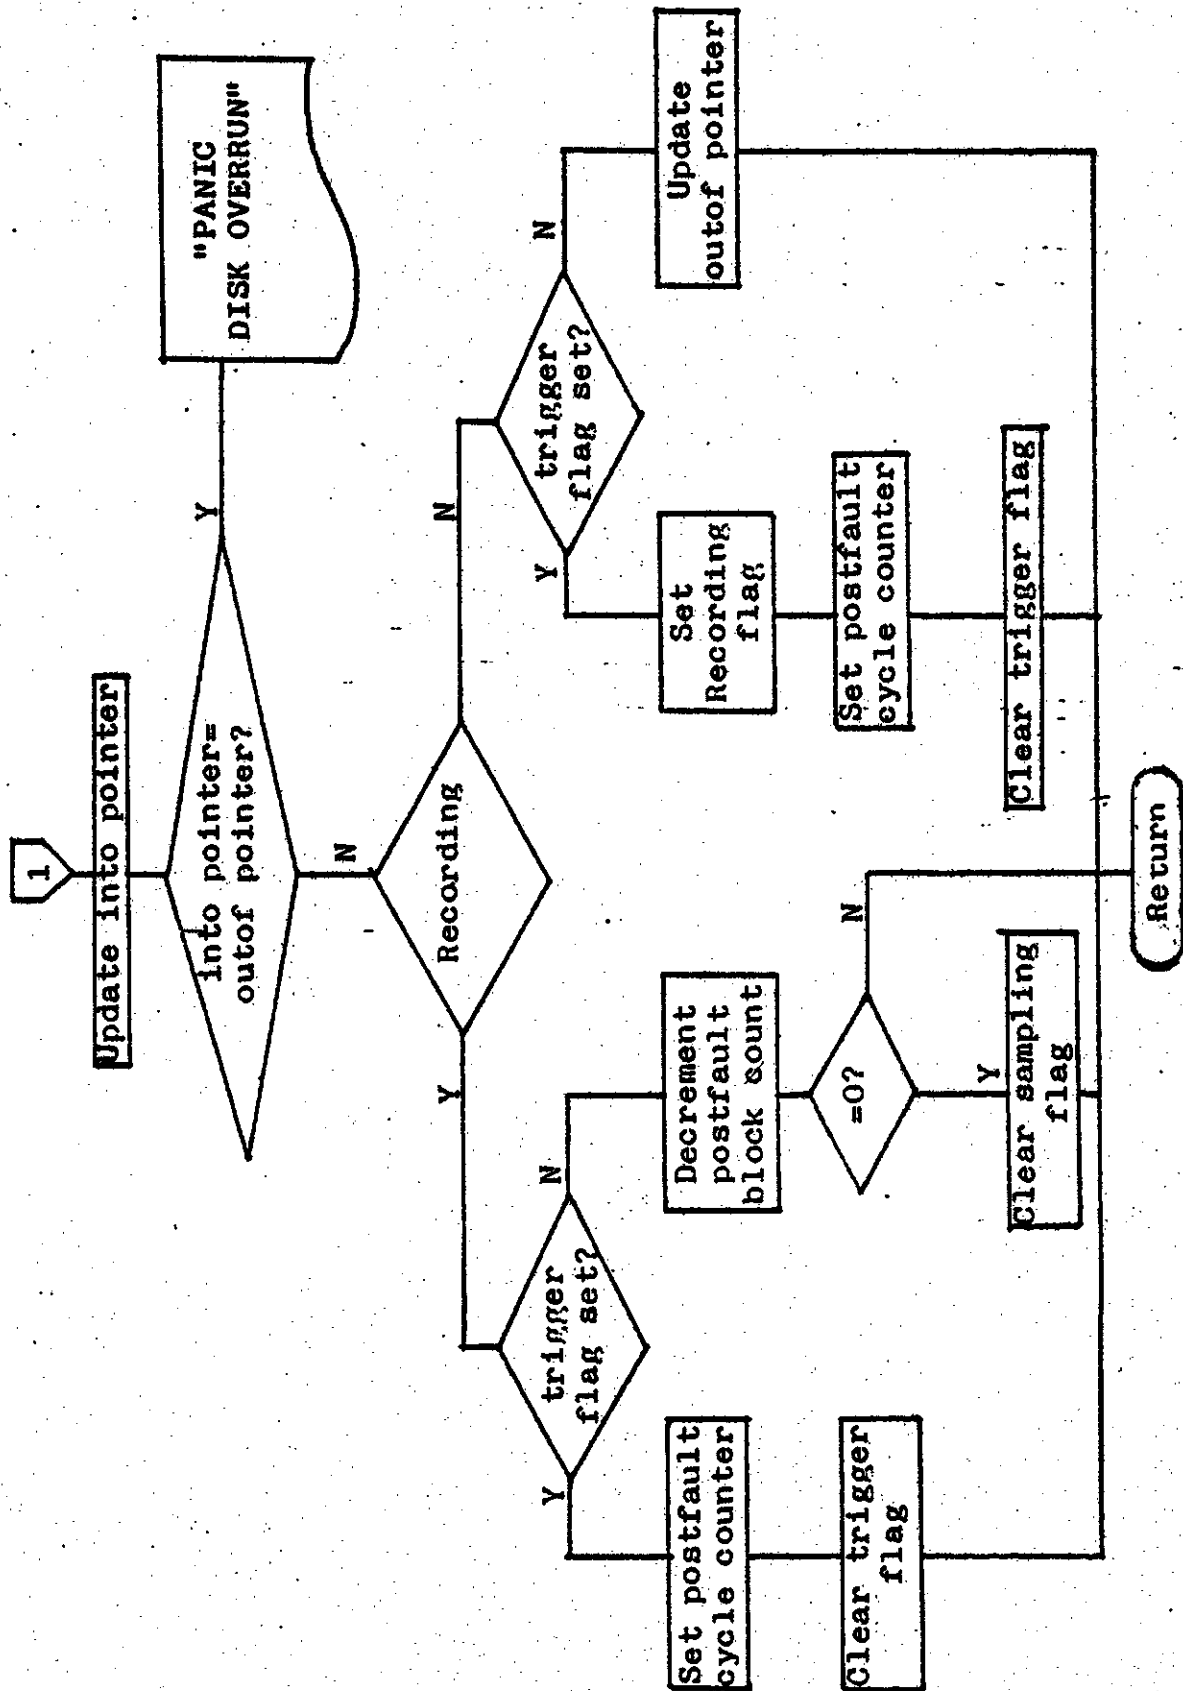 1
Update into pointer
into pointer=
outof pointer?
Y
"PANIC
DISK OVERRUN"
N
Recording
Y
N
trigger
flag set?
Y
N
trigger
flag set?
Y
N
Set postfault
cycle counter
Decrement
postfault
block count
Set
Recording
flag
Update
outof pointer
Clear trigger
flag
=0?
N
Y
Set postfault
cycle counter
Clear sampling
flag
Clear trigger flag
Return